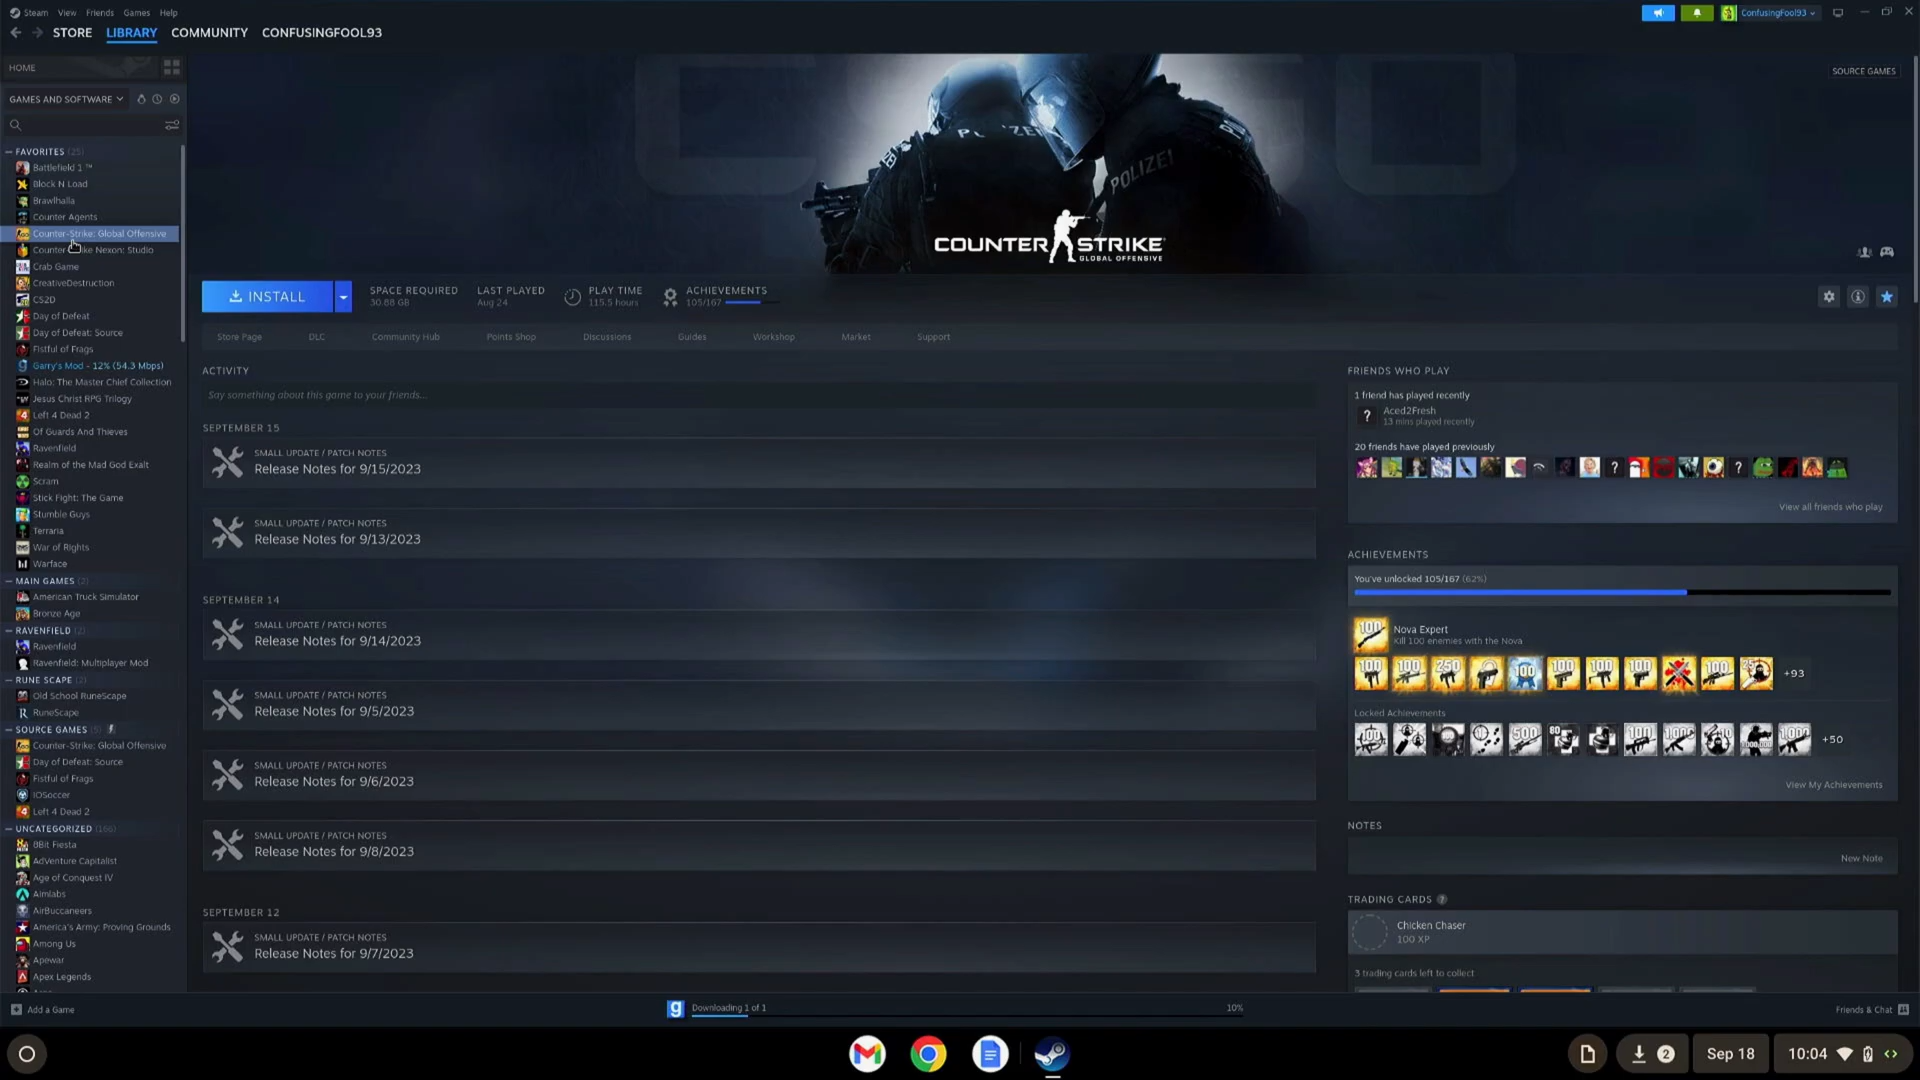 Steam View Friends Games Help
ConfusingFool93
STORE LIBRARY COMMUNITY CONFUSINGFOOL93
HOME
SOURCE GAMES
GAMES AND SOFTWARE
FAVORITES (25)
Battlefield 1 ™
Block N Load
Brawlhalla
Counter Agents
Counter-Strike: Global Offensive
Counter-Strike Nexon: Studio
Crab Game
CreativeDestruction
CS2D
Day of Defeat
Day of Defeat: Source
Fistful of Frags
Garry's Mod - 12% (54.3 Mbps)
Halo: The Master Chief Collection
Jesus Christ RPG Trilogy
Left 4 Dead 2
Of Guards And Thieves
Ravenfield
Realm of the Mad God Exalt
Scram
Stick Fight: The Game
Stumble Guys
Terraria
War of Rights
Warface
MAIN GAMES (2)
American Truck Simulator
Bronze Age
RAVENFIELD (2)
Ravenfield
Ravenfield: Multiplayer Mod
RUNE SCAPE (2)
Old School RuneScape
RuneScape
SOURCE GAMES (5)
Counter-Strike: Global Offensive
Day of Defeat: Source
Fistful of Frags
IOSoccer
Left 4 Dead 2
UNCATEGORIZED (166)
8Bit Fiesta
AdVenture Capitalist
Age of Conquest IV
Aimlabs
AirBuccaneers
America's Army: Proving Grounds
Among Us
Apewar
Apex Legends
POLIZEI
POLIZEI
COUNTER STRIKE
GLOBAL OFFENSIVE
INSTALL
SPACE REQUIRED
30.88 GB
LAST PLAYED
Aug 24
PLAY TIME
115.5 hours
ACHIEVEMENTS
105/167
Store Page DLC Community Hub Points Shop Discussions Guides Workshop Market Support
ACTIVITY
Say something about this game to your friends...
SEPTEMBER 15
SMALL UPDATE / PATCH NOTES
Release Notes for 9/15/2023
SMALL UPDATE / PATCH NOTES
Release Notes for 9/13/2023
SEPTEMBER 14
SMALL UPDATE / PATCH NOTES
Release Notes for 9/14/2023
SMALL UPDATE / PATCH NOTES
Release Notes for 9/5/2023
SMALL UPDATE / PATCH NOTES
Release Notes for 9/6/2023
SMALL UPDATE / PATCH NOTES
Release Notes for 9/8/2023
SEPTEMBER 12
SMALL UPDATE / PATCH NOTES
Release Notes for 9/7/2023
FRIENDS WHO PLAY
1 friend has played recently
Aced2Fresh
13 mins played recently
20 friends have played previously
View all friends who play
ACHIEVEMENTS
You've unlocked 105/167 (62%)
Nova Expert
Kill 100 enemies with the Nova
+93
Locked Achievements
+50
View My Achievements
NOTES
New Note
TRADING CARDS
Chicken Chaser
100 XP
3 trading cards left to collect
Add a Game
Downloading 1 of 1
10%
Friends & Chat
2
Sep 18
10:04